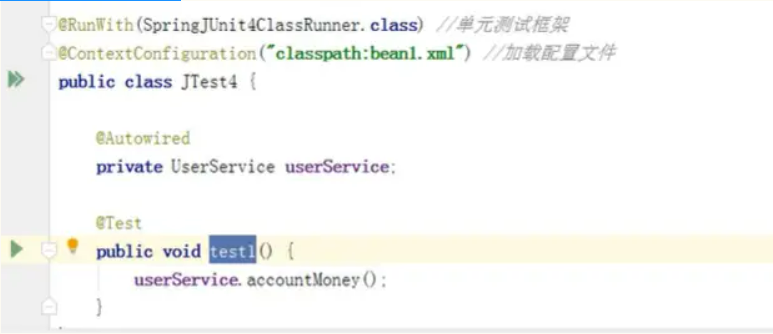 @RunWith(SpringJUnit4ClassRunner.class) //单元测试框架
@ContextConfiguration("classpath:bean1.xml") //加载配置文件
public class JTest4 {
@Autowired
private UserService userService;
@Test
public void test1() {
userService.accountMoney();
}